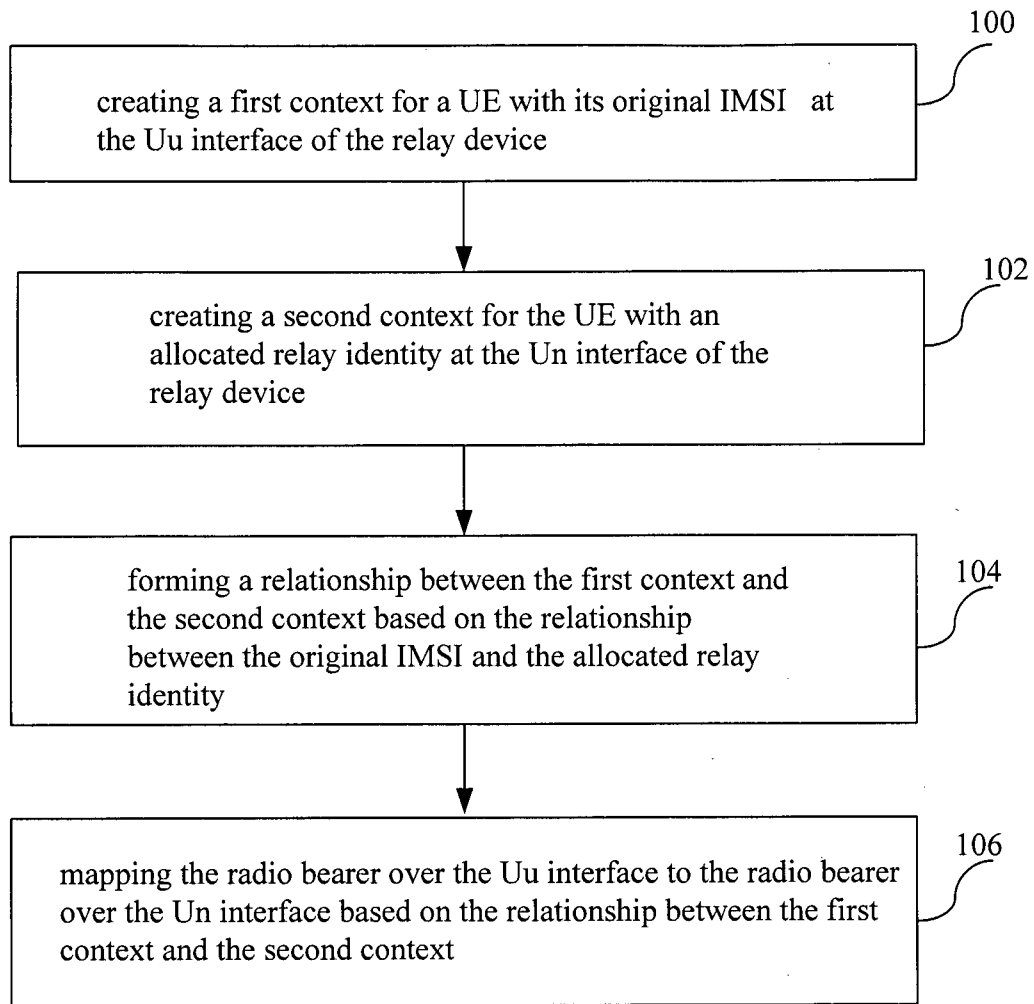 100
creating a first context for a UE with its original IMSI at
the Uu interface of the relay device
102
creating a second context for the UE with an
allocated relay identity at the Un interface of the
relay device
104
forming a relationship between the first context and
the second context based on the relationship
between the original IMSI and the allocated relay
identity
106
mapping the radio bearer over the Uu interface to the radio bearer
over the Un interface based on the relationship between the first
context and the second context